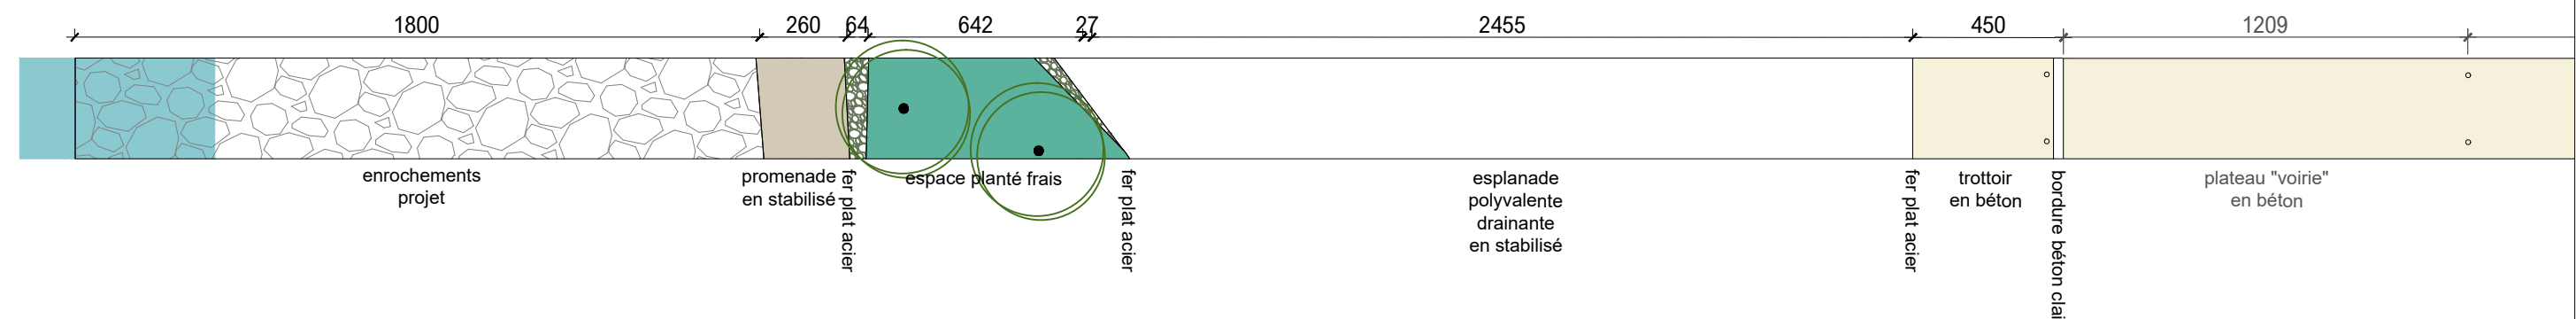 1800 260 64 642 27 2455 450 1209
enrochements
projet
promenade
en stabilisé
fer plat acier
espace planté frais
fer plat acier
esplanade
polyvalente
drainante
en stabilisé
fer plat acier
trottoir
en béton
bordure béton clai
plateau "voirie"
en béton